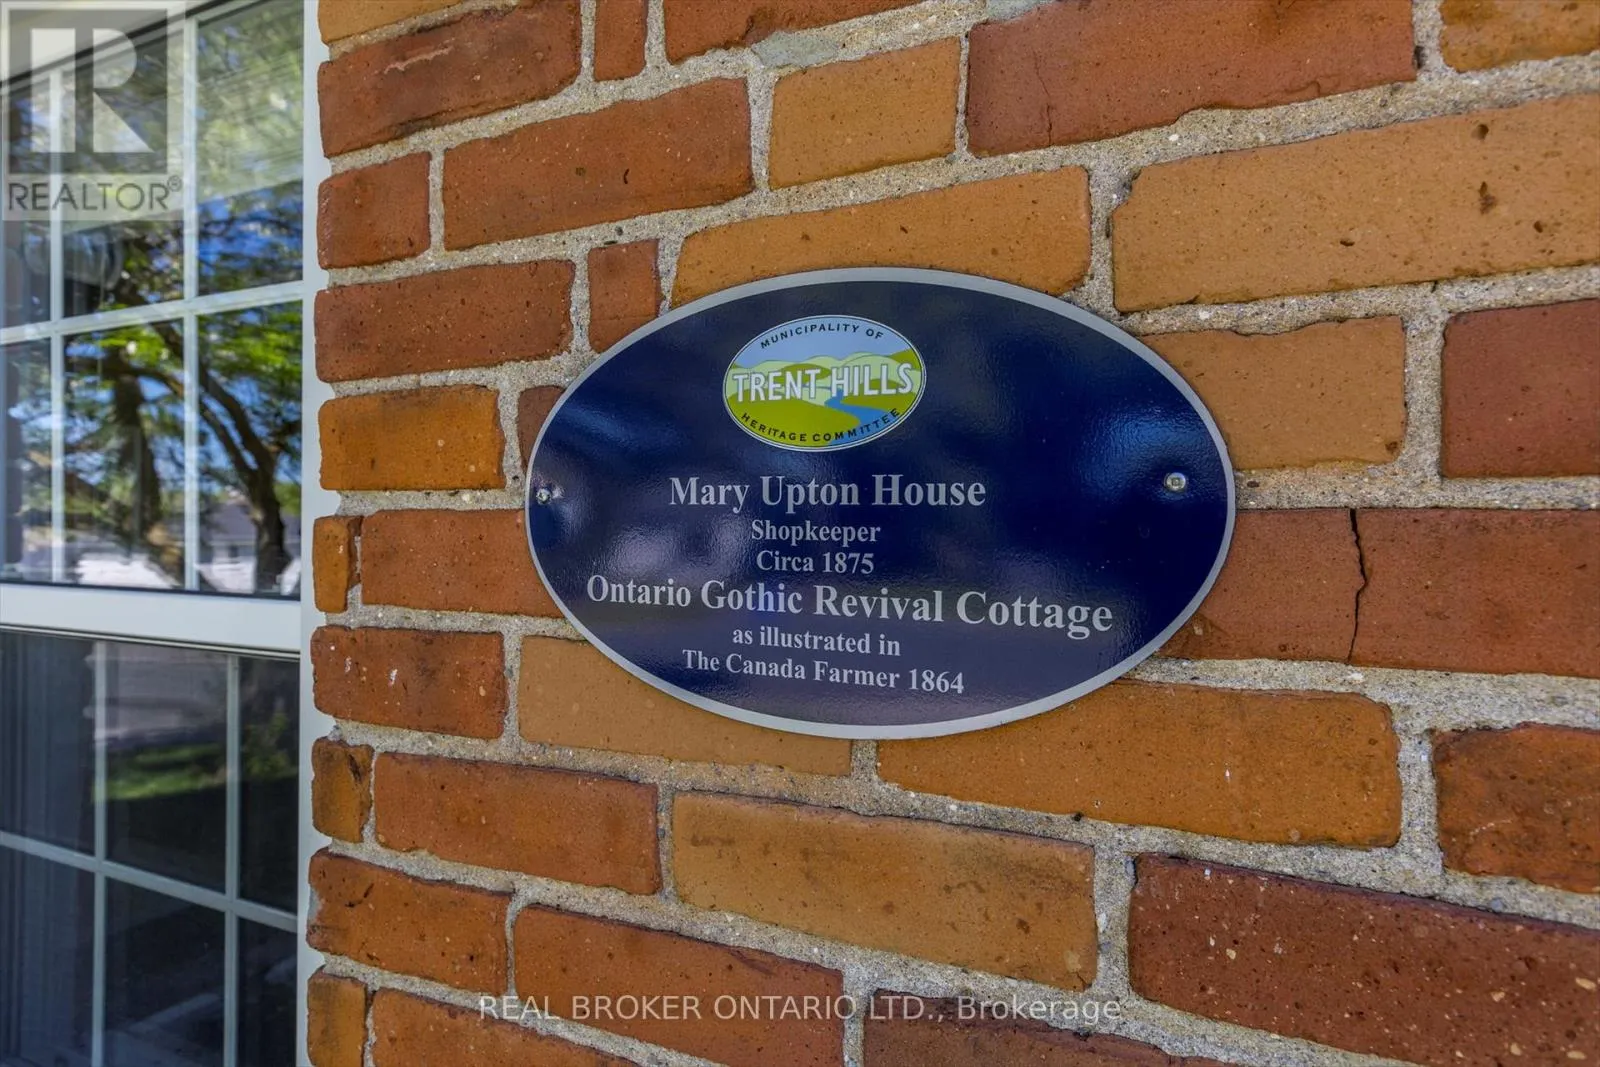 REALTOR®
MUNICIPALITY OF
TRENT HILLS
HERITAGE COMMITTEE
Mary Upton House
Shopkeeper
Circa 1875
Ontario Gothic Revival Cottage
as illustrated in
The Canada Farmer 1864
REAL BROKER ONTARIO LTD., Brokerage